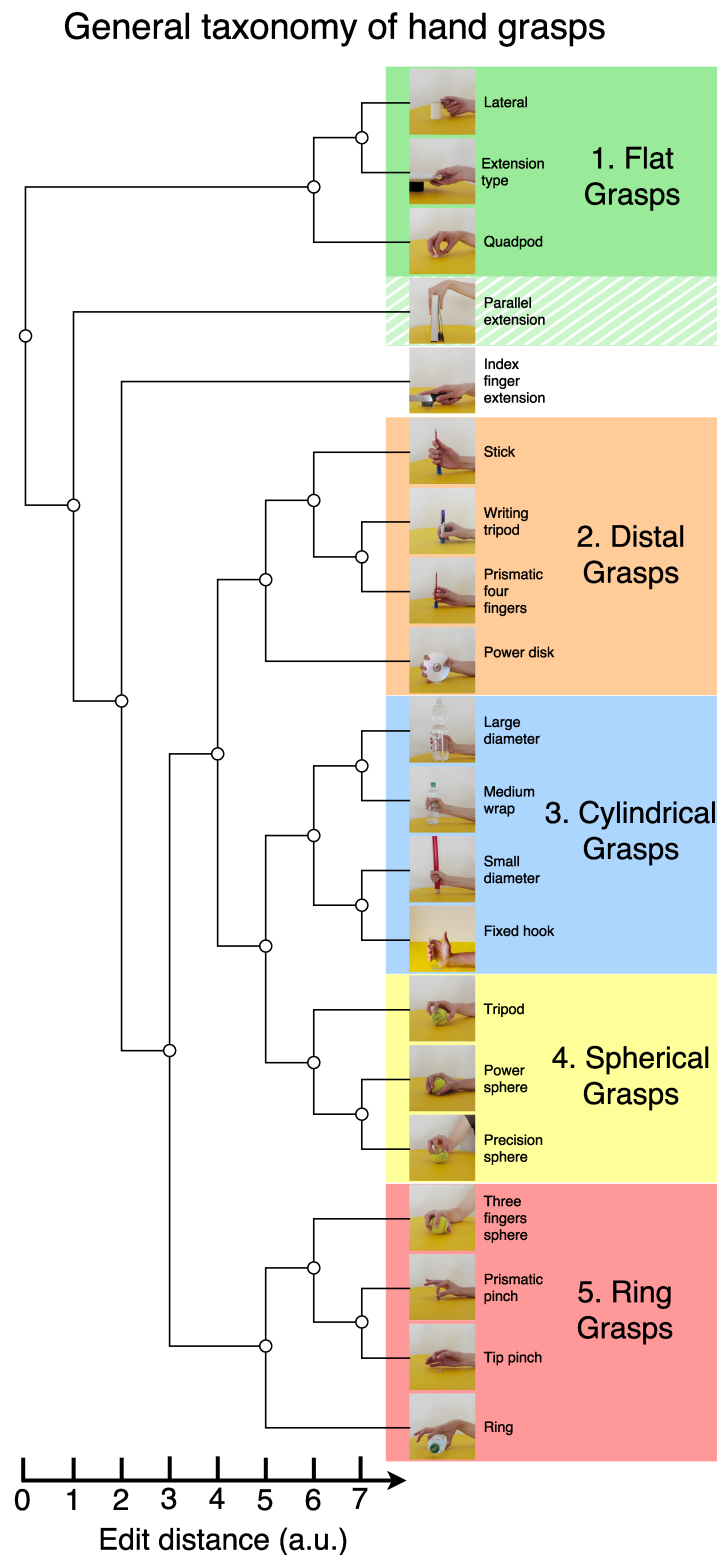 General taxonomy of hand grasps
Lateral
Extension
type
Quadpod
1. Flat
Grasps
Parallel
extension
Index
finger
extension
Stick
Writing
tripod
Prismatic
four
fingers
Power disk
2. Distal
Grasps
Large
diameter
Medium
wrap
Small
diameter
Fixed hook
3. Cylindrical
Grasps
Tripod
Power
sphere
Precision
sphere
4. Spherical
Grasps
Three
fingers
sphere
Prismatic
pinch
Tip pinch
Ring
5. Ring
Grasps
0 1 2 3 4 5 6 7
Edit distance (a.u.)